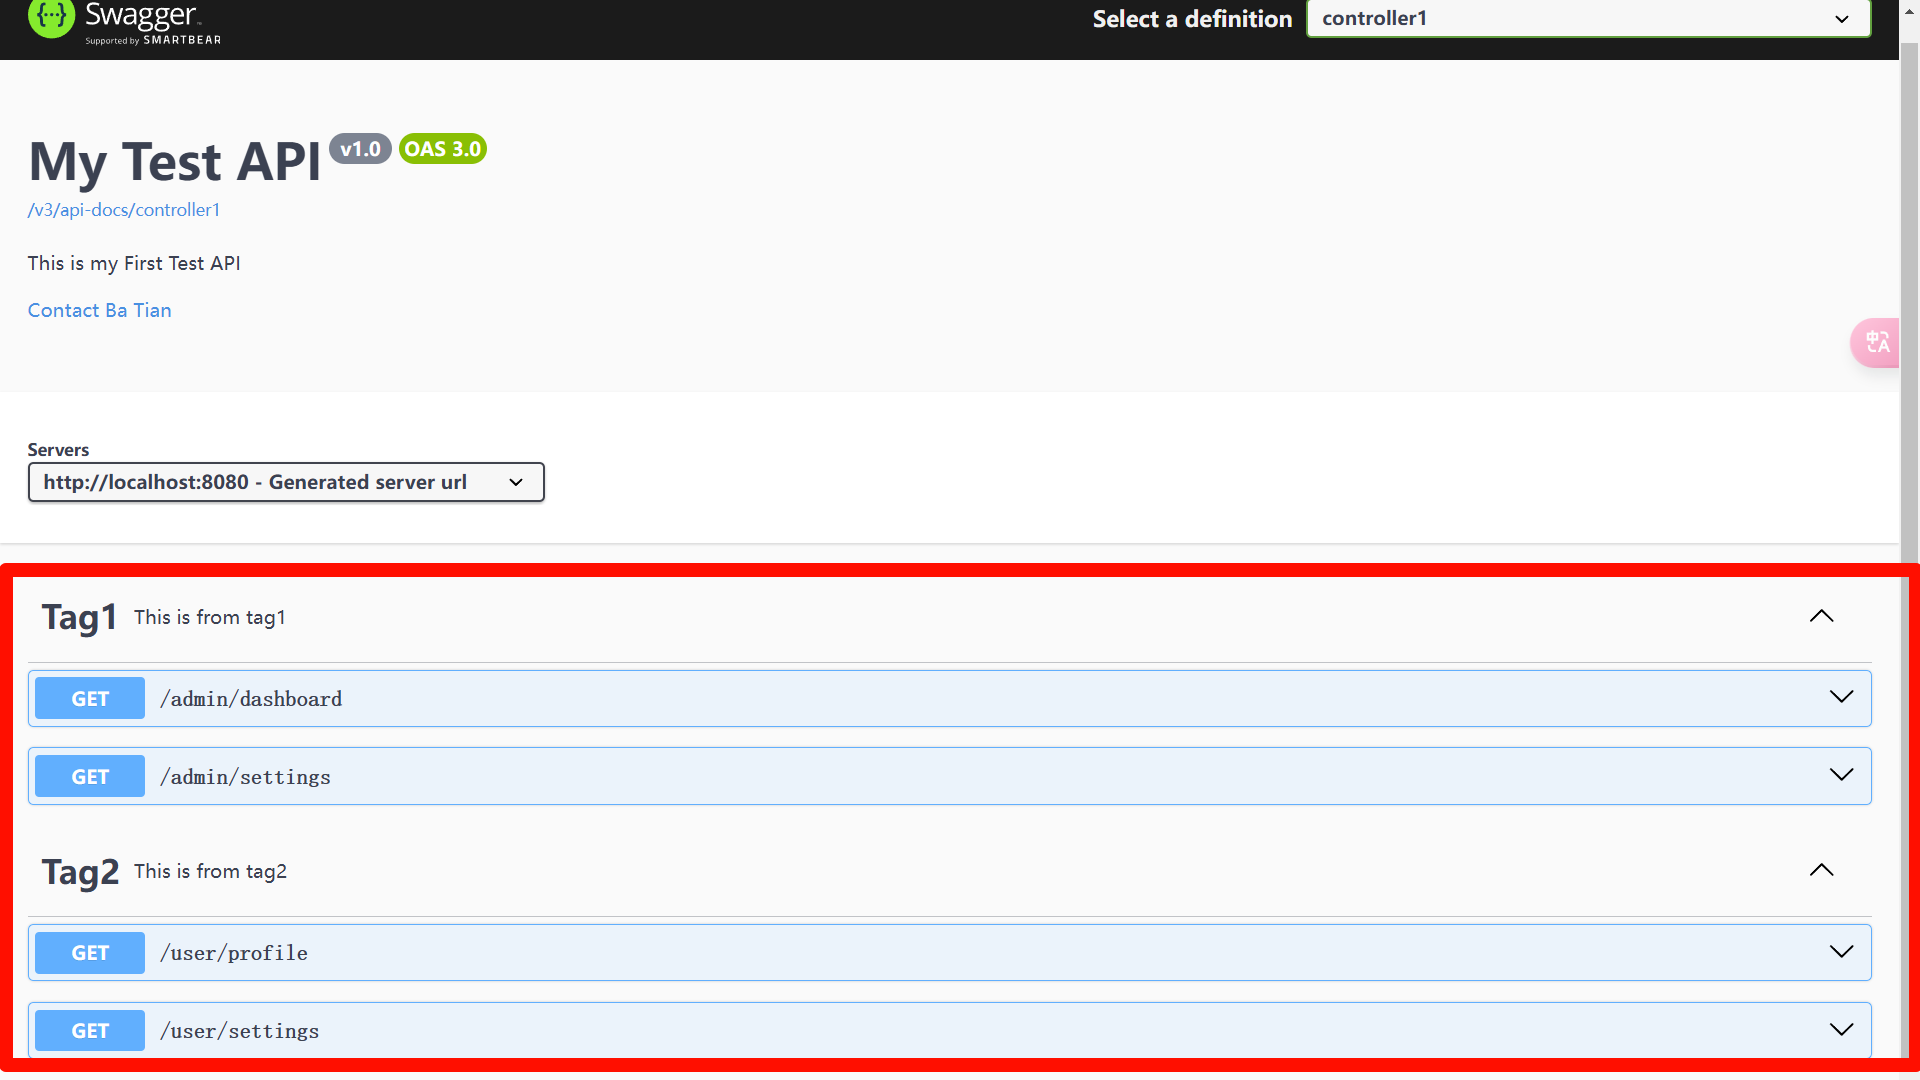 Swagger
Supported by SMARTBEAR
Select a definition
controller1
My Test API v1.0 OAS 3.0
/v3/api-docs/controller1
This is my First Test API
Contact Ba Tian
中A
Servers
http://localhost:8080 - Generated server url
Tag1 This is from tag1
GET /admin/dashboard
GET /admin/settings
Tag2 This is from tag2
GET /user/profile
GET /user/settings